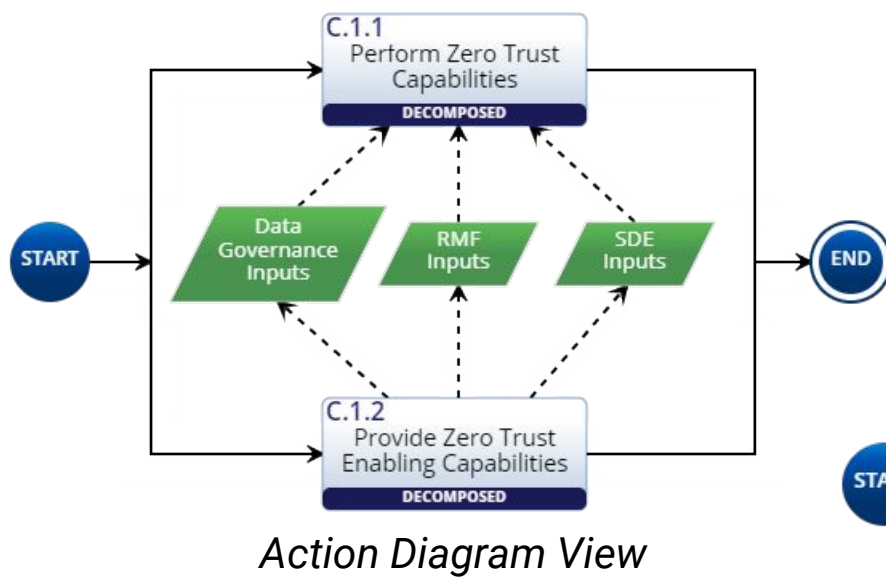 C.1.1
Perform Zero Trust
Capabilities
DECOMPOSED
START
Data
Governance
Inputs
RMF
Inputs
SDE
Inputs
END
C.1.2
Provide Zero Trust
Enabling Capabilities
DECOMPOSED
STA
Action Diagram View